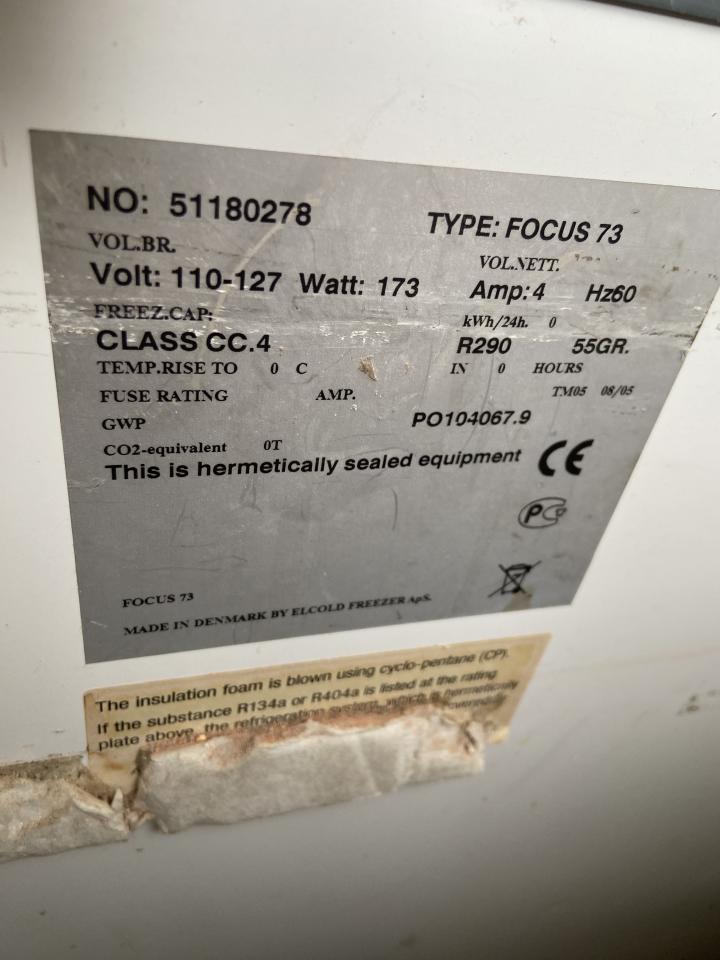 NO: 51180278 TYPE: FOCUS 73
VOL.BR. VOL.NETT.
Volt: 110-127 Watt: 173 Amp:4 Hz60
FREEZ.CAP: kWh/24h. 0
CLASS CC.4 R290 55GR.
TEMP.RISE TO 0 C IN 0 HOURS
FUSE RATING AMP. TM05 08/05
GWP PO104067.9
CO2-equivalent 0T
This is hermetically sealed equipment CE
PC
FOCUS 73
MADE IN DENMARK BY ELCOLD FREEZER ApS.
The insulation foam is blown using cyclo-pentane (CP).
If the substance R134a or R404a is listed at the rating
plate above, the refrigeration system, which is hermetically